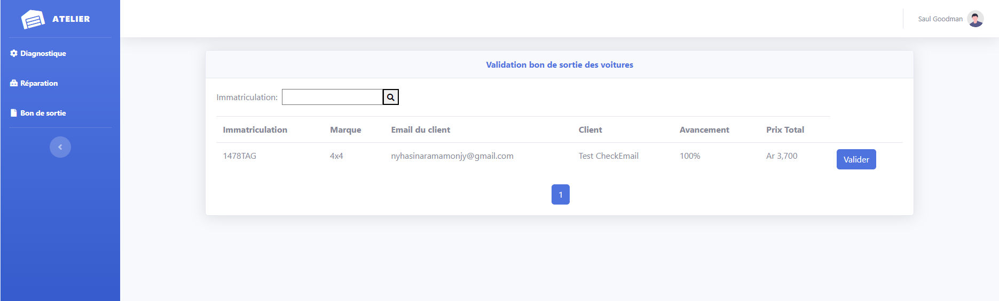 ATELIER
Saul Goodman
Diagnostique
Réparation
Bon de sortie
Validation bon de sortie des voitures
Immatriculation:
Immatriculation Marque Email du client Client Avancement Prix Total
1478TAG 4x4 nyhasinaramamonjy@gmail.com Test CheckEmail 100% Ar 3,700 Valider
1